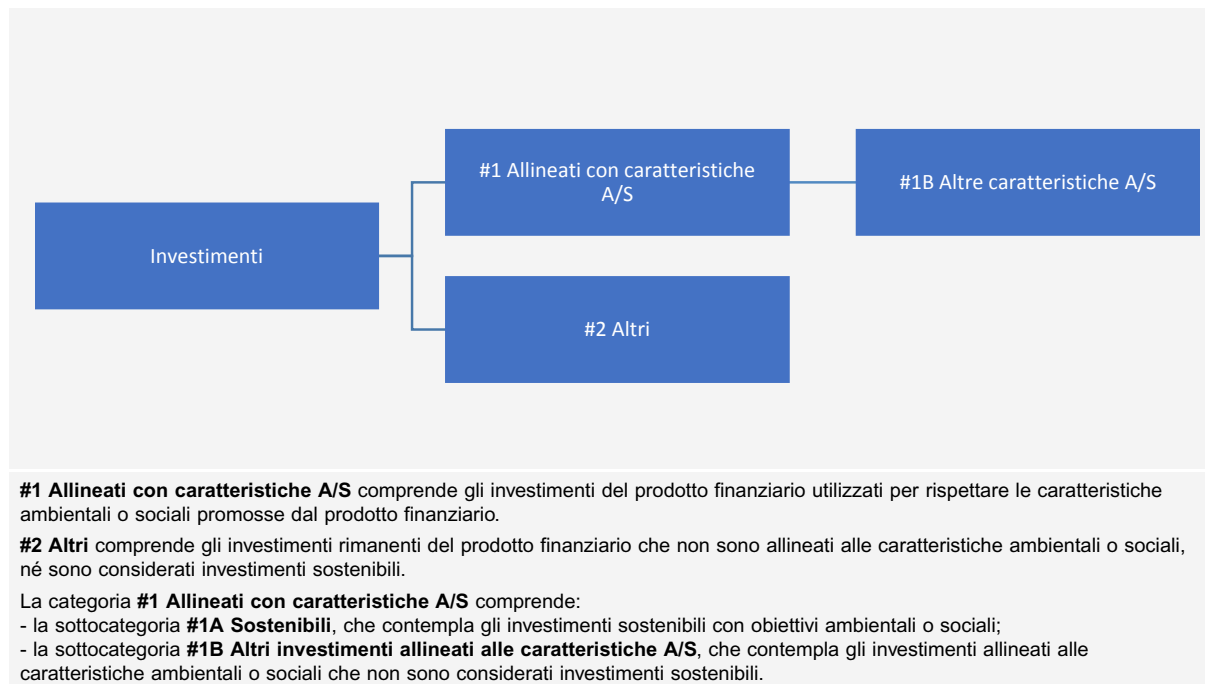 #1 Allineati con caratteristiche
A/S
#1B Altre caratteristiche A/S
Investimenti
#2 Altri
#1 Allineati con caratteristiche A/S comprende gli investimenti del prodotto finanziario utilizzati per rispettare le caratteristiche
ambientali o sociali promosse dal prodotto finanziario.
#2 Altri comprende gli investimenti rimanenti del prodotto finanziario che non sono allineati alle caratteristiche ambientali o sociali,
né sono considerati investimenti sostenibili.
La categoria #1 Allineati con caratteristiche A/S comprende:
- la sottocategoria #1A Sostenibili, che contempla gli investimenti sostenibili con obiettivi ambientali o sociali;
- la sottocategoria #1B Altri investimenti allineati alle caratteristiche A/S, che contempla gli investimenti allineati alle
caratteristiche ambientali o sociali che non sono considerati investimenti sostenibili.